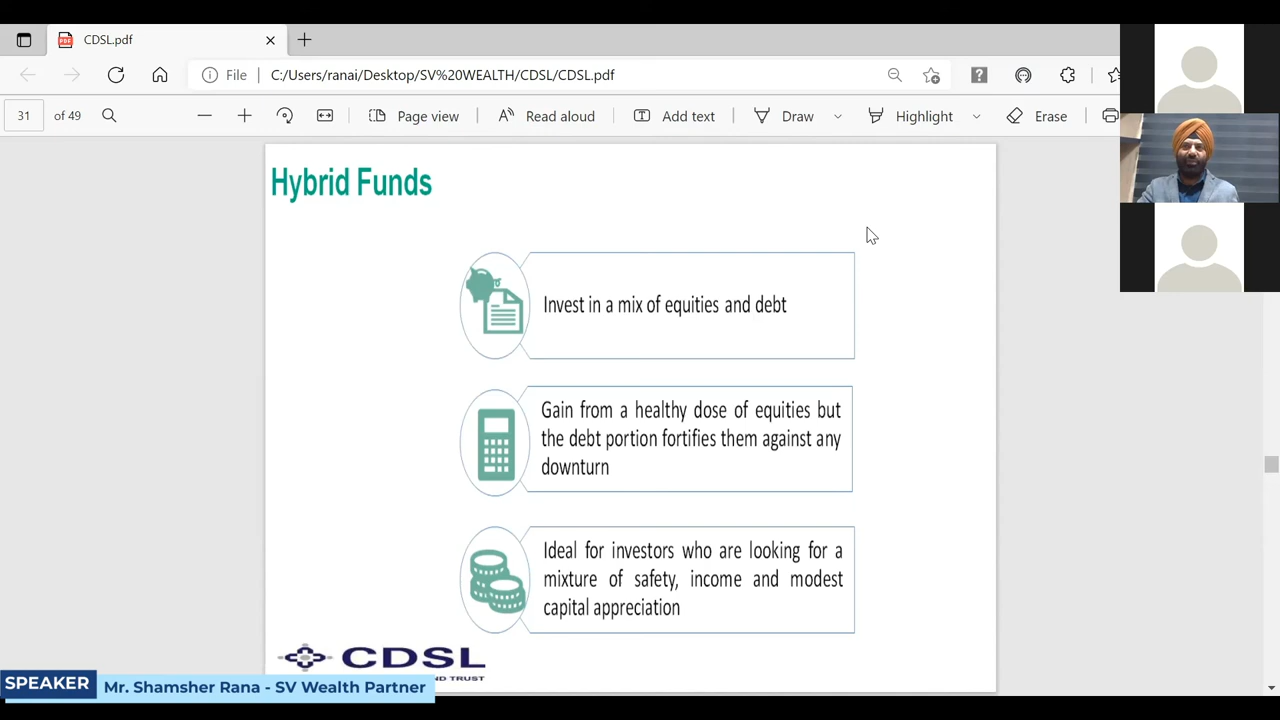 CDSL.pdf
File C:/Users/ranai/Desktop/SV%20WEALTH/CDSL/CDSL.pdf
31 of 49 Page view Read aloud Add text Draw Highlight Erase
Hybrid Funds
Invest in a mix of equities and debt
Gain from a healthy dose of equities but
the debt portion fortifies them against any
downturn
Ideal for investors who are looking for a
mixture of safety, income and modest
capital appreciation
CDSL
ND TRUST
SPEAKER Mr. Shamsher Rana - SV Wealth Partner